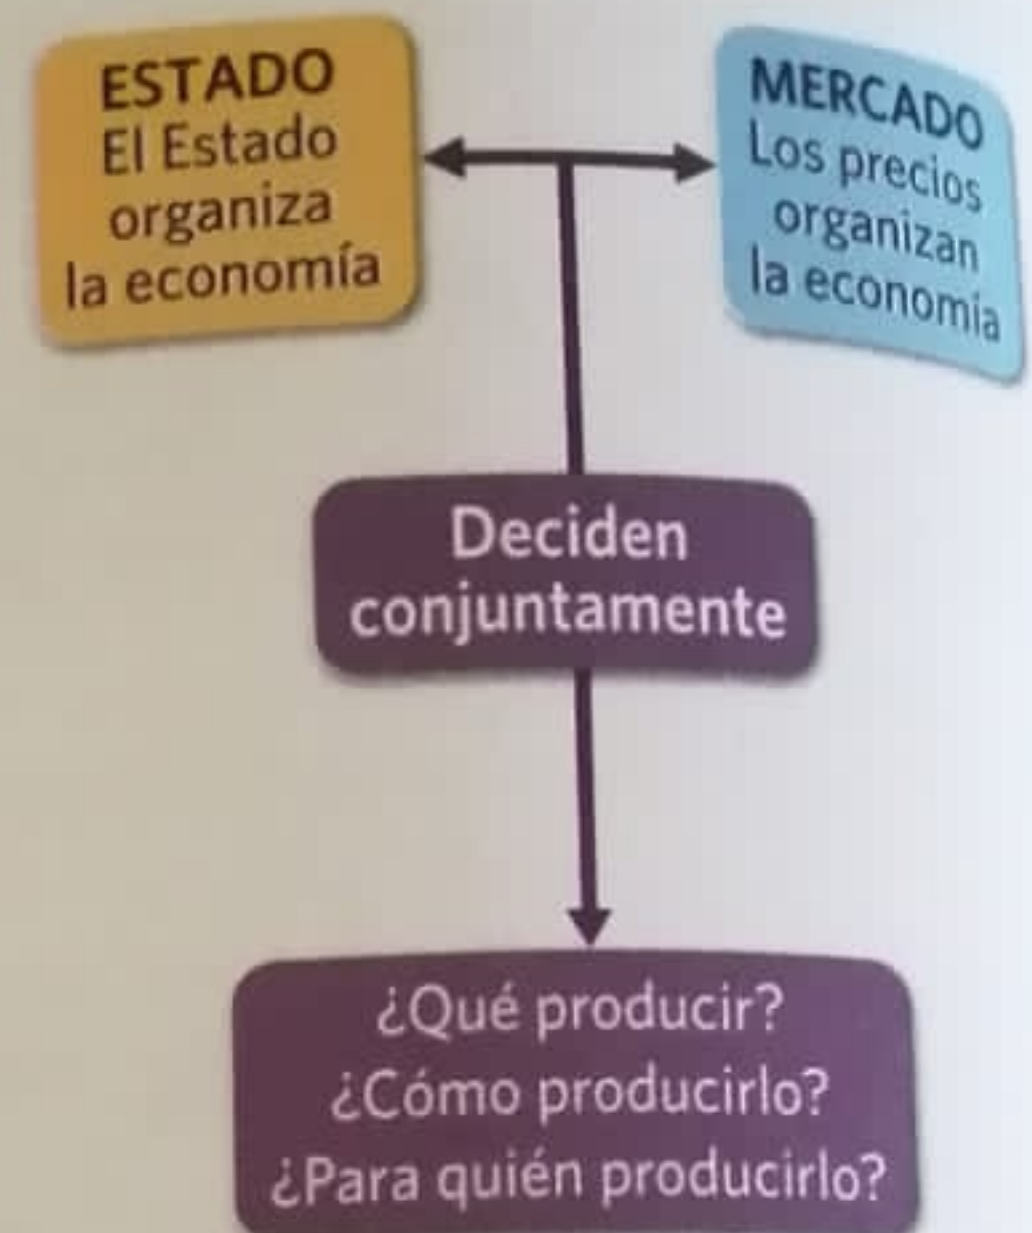 ESTADO
El Estado
organiza
la economía
MERCADO
Los precios
organizan
la economía
Deciden
conjuntamente
¿Qué producir?
¿Cómo producirlo?
¿Para quién producirlo?